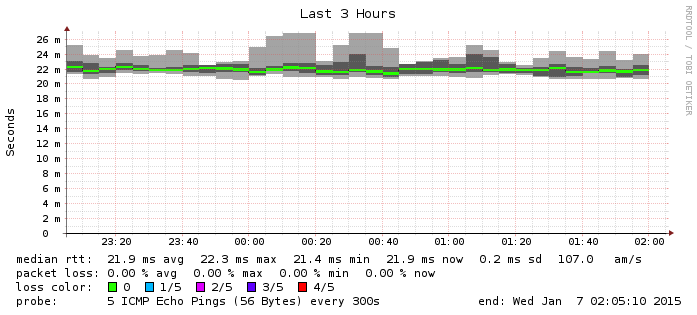 Last 3 Hours
RRDTOOL / TOBI OETIKER
Seconds
26 m
24 m
22 m
20 m
18 m
16 m
14 m
12 m
10 m
8 m
6 m
4 m
2 m
0
23:20 23:40 00:00 00:20 00:40 01:00 01:20 01:40 02:00
median rtt: 21.9 ms avg 22.3 ms max 21.4 ms min 21.9 ms now 0.2 ms sd 107.0 am/s
packet loss: 0.00 % avg 0.00 % max 0.00 % min 0.00 % now
loss color: 0 1/5 2/5 3/5 4/5
probe: 5 ICMP Echo Pings (56 Bytes) every 300s end: Wed Jan 7 02:05:10 2015